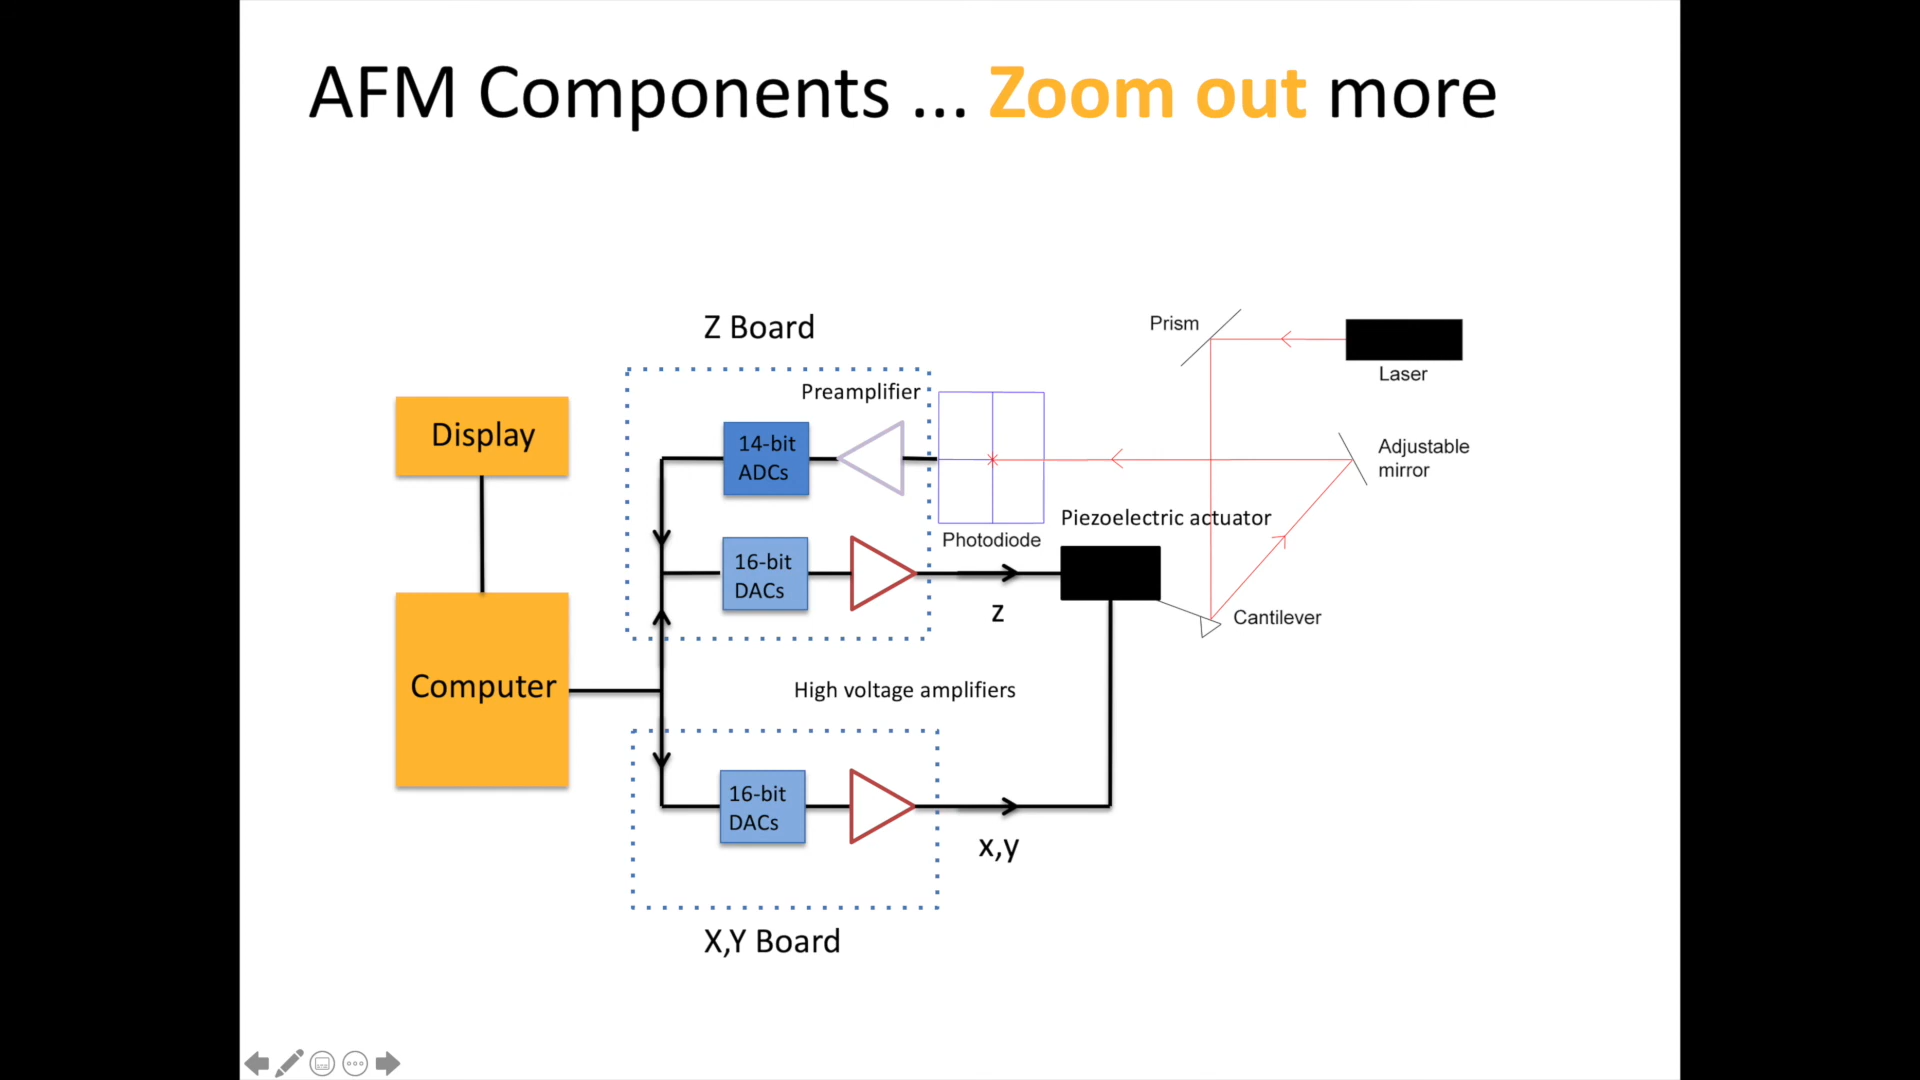 AFM Components ... Zoom out more
Z Board
Prism
Laser
Preamplifier
Display
14-bit
ADCs
Adjustable
mirror
Piezoelectric actuator
Photodiode
16-bit
DACs
z
Cantilever
Computer
High voltage amplifiers
16-bit
DACs
x,y
X,Y Board